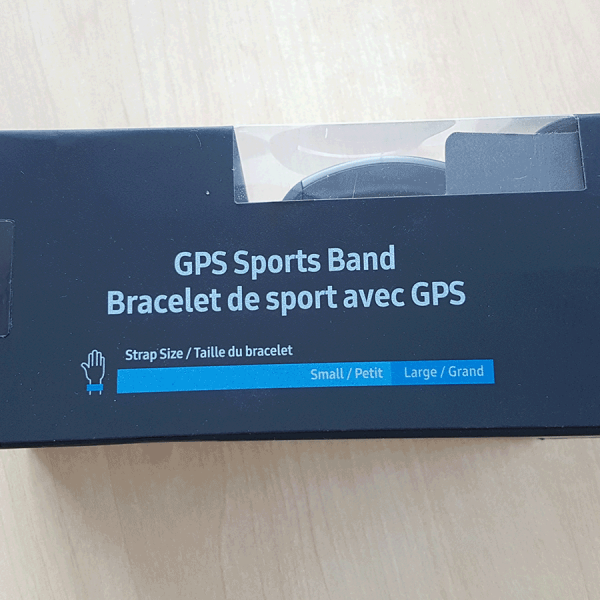 GPS Sports Band
Bracelet de sport avec GPS
Strap Size / Taille du bracelet
Small / Petit Large / Grand